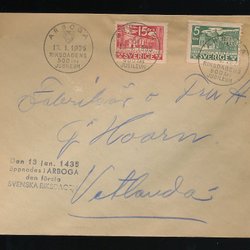 ARBOGA
13.1.1935
RIKSDAGENS
500 ÅRS
JUBILEUM
15
SVERIGE
5
SVERIGE
Fabrikör o Fru
G Hoorn
Vetlanda
Den 13 jan. 1435
öppnades i ARBOGA
den första
SVENSKA RIKSDAGEN